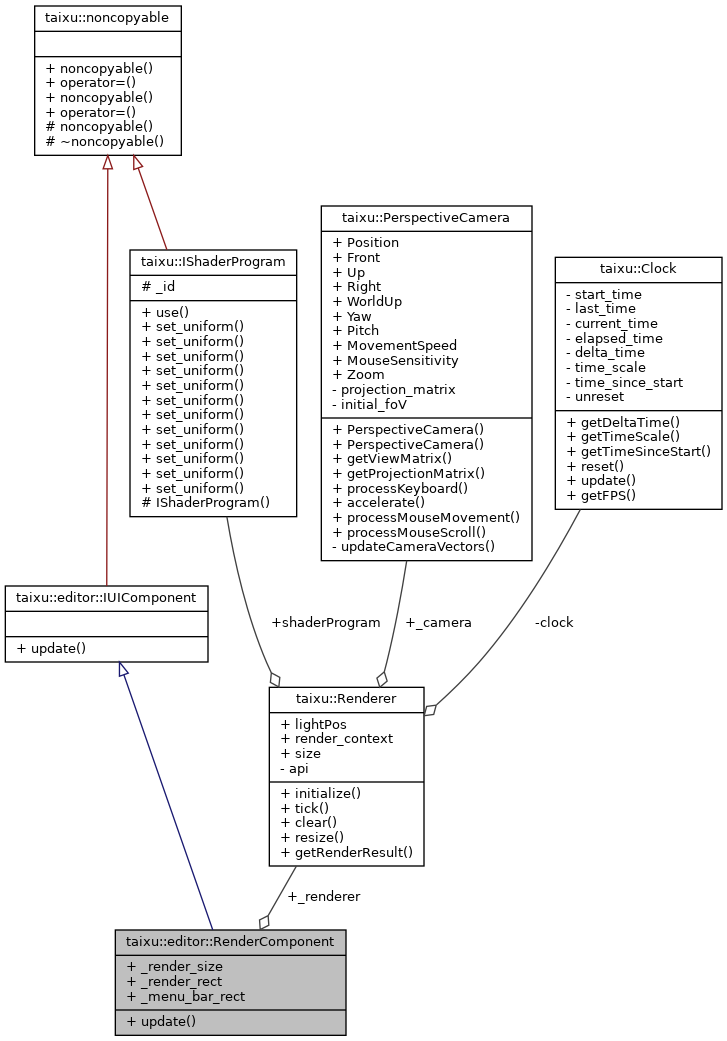 taixu::noncopyable
+ noncopyable()
+ operator=()
+ noncopyable()
+ operator=()
# noncopyable()
# ~noncopyable()
taixu::IShaderProgram
# _id
+ use()
+ set_uniform()
+ set_uniform()
+ set_uniform()
+ set_uniform()
+ set_uniform()
+ set_uniform()
+ set_uniform()
+ set_uniform()
+ set_uniform()
+ set_uniform()
+ set_uniform()
+ set_uniform()
# IShaderProgram()
taixu::PerspectiveCamera
+ Position
+ Front
+ Up
+ Right
+ WorldUp
+ Yaw
+ Pitch
+ MovementSpeed
+ MouseSensitivity
+ Zoom
- projection_matrix
- initial_foV
+ PerspectiveCamera()
+ PerspectiveCamera()
+ getViewMatrix()
+ getProjectionMatrix()
+ processKeyboard()
+ accelerate()
+ processMouseMovement()
+ processMouseScroll()
- updateCameraVectors()
taixu::Clock
- start_time
- last_time
- current_time
- elapsed_time
- delta_time
- time_scale
- time_since_start
- unreset
+ getDeltaTime()
+ getTimeScale()
+ getTimeSinceStart()
+ reset()
+ update()
+ getFPS()
taixu::editor::IUIComponent
+ update()
+shaderProgram
+_camera
-clock
taixu::Renderer
+ lightPos
+ render_context
+ size
- api
+ initialize()
+ tick()
+ clear()
+ resize()
+ getRenderResult()
+_renderer
taixu::editor::RenderComponent
+ _render_size
+ _render_rect
+ _menu_bar_rect
+ update()